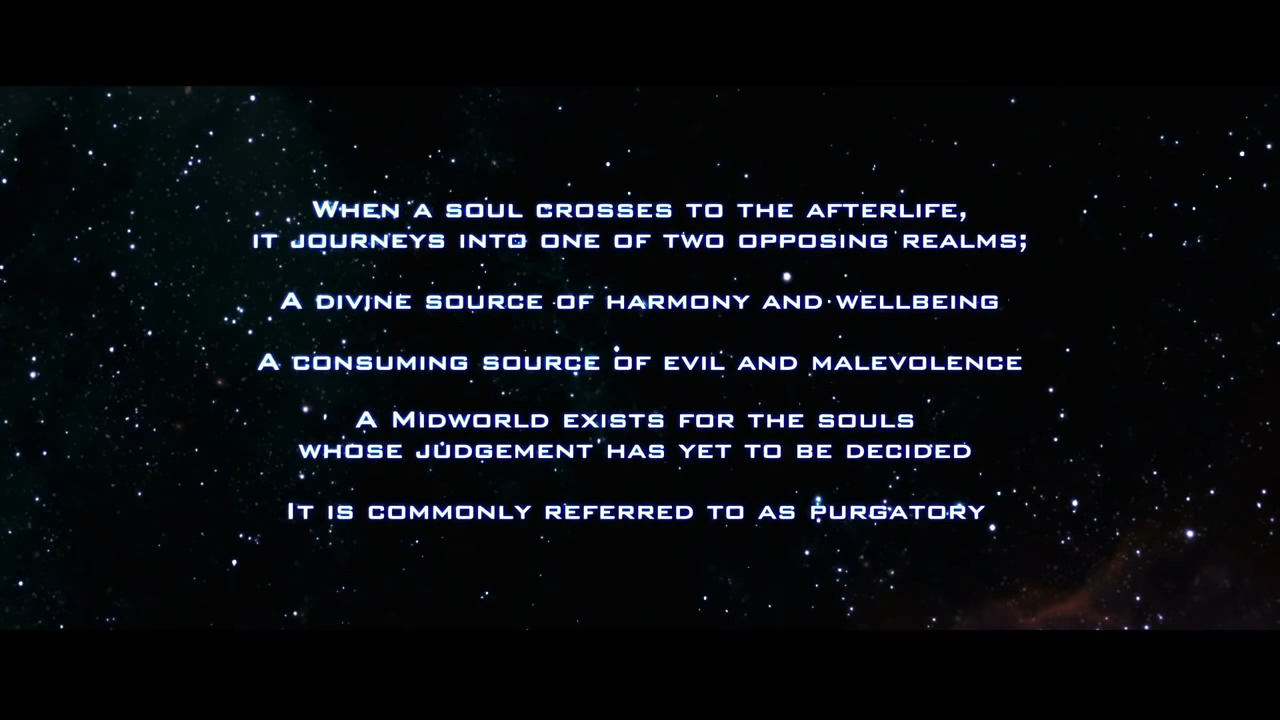 When a soul crosses to the afterlife,
it journeys into one of two opposing realms;
A divine source of harmony and wellbeing
A consuming source of evil and malevolence
A Midworld exists for the souls
whose judgement has yet to be decided
It is commonly referred to as purgatory